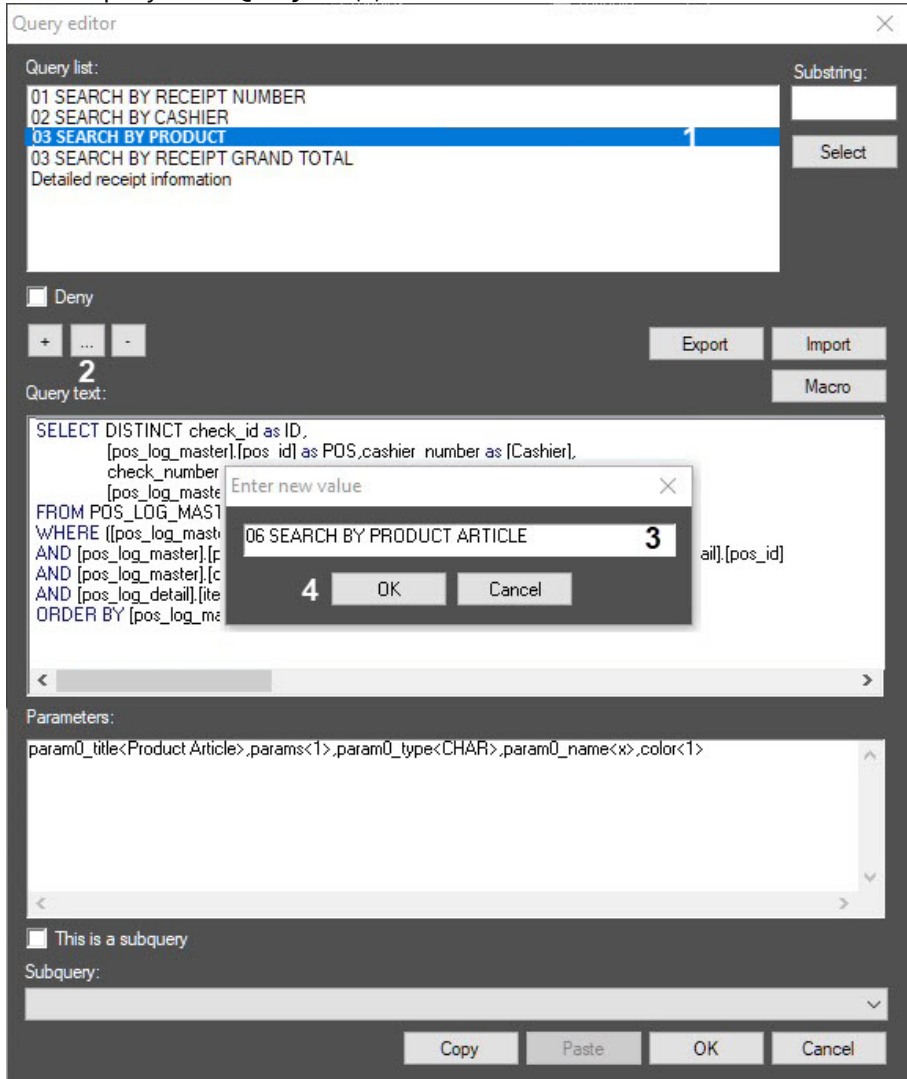 Query editor
Query list:
Substring:
01 SEARCH BY RECEIPT NUMBER
02 SEARCH BY CASHIER
03 SEARCH BY PRODUCT 1
03 SEARCH BY RECEIPT GRAND TOTAL
Select
Detailed receipt information
Deny
+ ... -
Export
Import
2
Macro
Query text:
SELECT DISTINCT check_id as ID,
[pos_log_master].[pos_id] as POS,cashier_number as [Cashier],
check_number
[pos_log_maste
FROM POS_LOG_MAST
WHERE ([pos_log_mast
AND [pos_log_master].[p
ail].[pos_id]
AND [pos_log_master].[c
AND [pos_log_detail].[ite
ORDER BY [pos_log_ma
Enter new value
06 SEARCH BY PRODUCT ARTICLE 3
4 OK Cancel
Parameters:
param0_title<Product Article>,params<1>,param0_type<CHAR>,param0_name<x>,color<1>
This is a subquery
Subquery:
Copy Paste OK Cancel